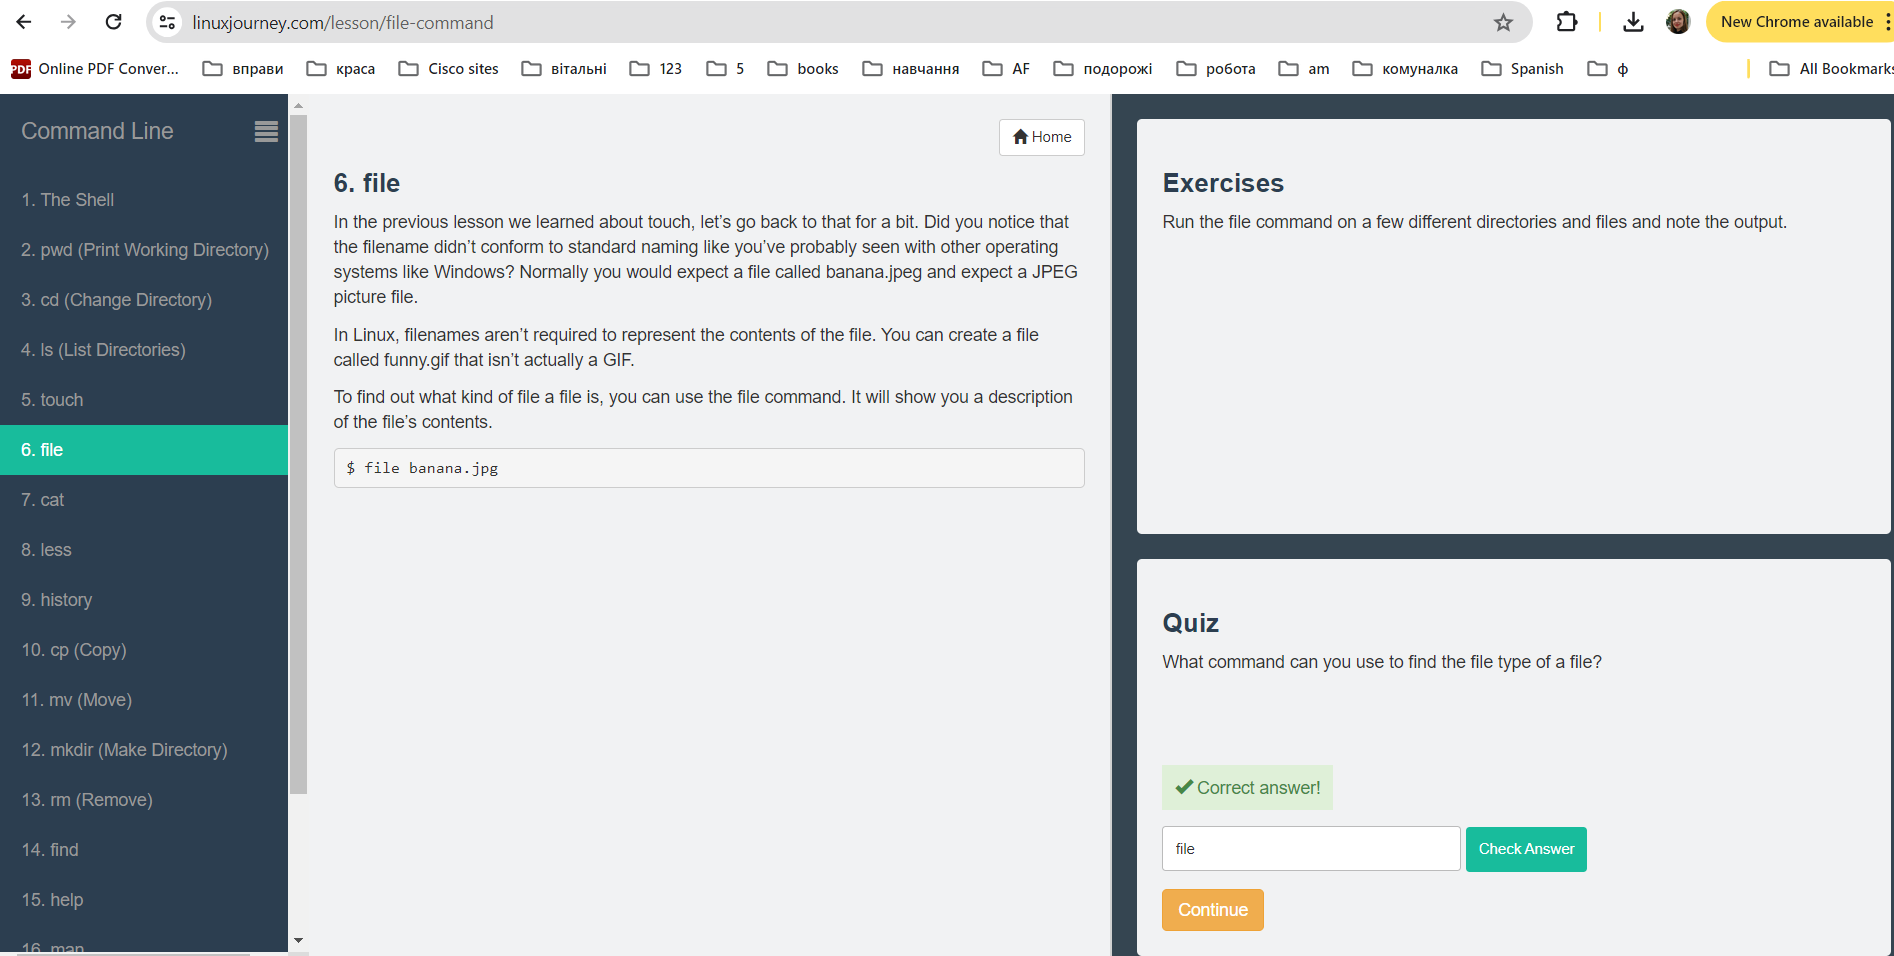 linuxjourney.com/lesson/file-command
New Chrome available
PDF Online PDF Conver... вправи краса Cisco sites вітальні 123 5 books навчання AF подорожі робота am комуналка Spanish ф All Bookmarks
Command Line
1. The Shell
2. pwd (Print Working Directory)
3. cd (Change Directory)
4. ls (List Directories)
5. touch
6. file
7. cat
8. less
9. history
10. cp (Copy)
11. mv (Move)
12. mkdir (Make Directory)
13. rm (Remove)
14. find
15. help
16. man
Home
6. file
In the previous lesson we learned about touch, let’s go back to that for a bit. Did you notice that
the filename didn’t conform to standard naming like you’ve probably seen with other operating
systems like Windows? Normally you would expect a file called banana.jpeg and expect a JPEG
picture file.
In Linux, filenames aren’t required to represent the contents of the file. You can create a file
called funny.gif that isn’t actually a GIF.
To find out what kind of file a file is, you can use the file command. It will show you a description
of the file’s contents.
$ file banana.jpg
Exercises
Run the file command on a few different directories and files and note the output.
Quiz
What command can you use to find the file type of a file?
Correct answer!
file
Check Answer
Continue